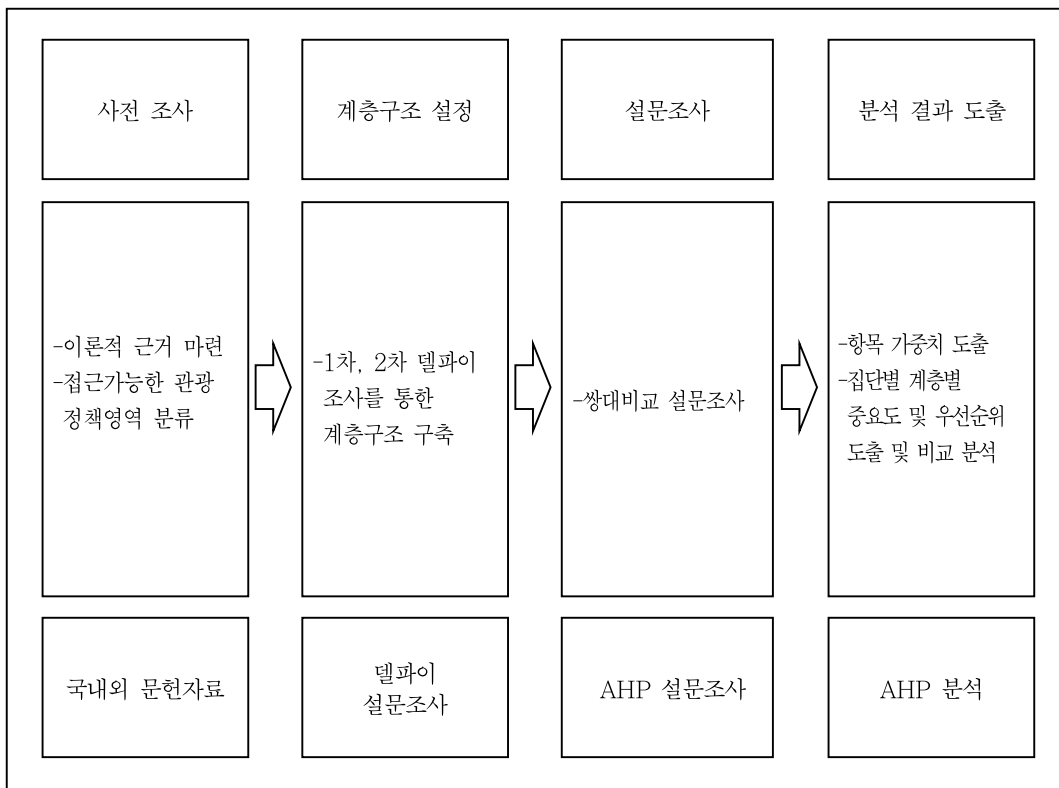 사전 조사
계층구조 설정
설문조사
분석 결과 도출
-이론적 근거 마련
-접근가능한 관광
정책영역 분류
-1차, 2차 델파이
조사를 통한
계층구조 구축
-쌍대비교 설문조사
-항목 가중치 도출
-집단별 계층별
중요도 및 우선순위
도출 및 비교 분석
국내외 문헌자료
델파이
설문조사
AHP 설문조사
AHP 분석